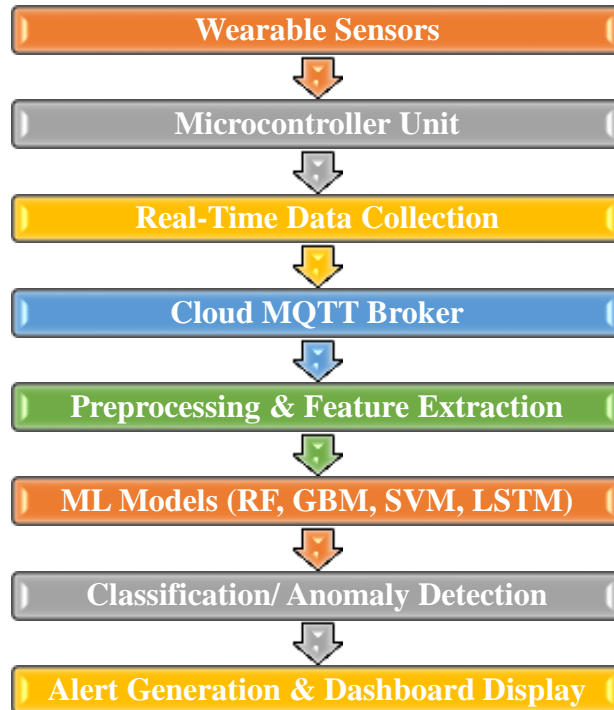 Wearable Sensors
Microcontroller Unit
Real-Time Data Collection
Cloud MQTT Broker
Preprocessing & Feature Extraction
ML Models (RF, GBM, SVM, LSTM)
Classification/ Anomaly Detection
Alert Generation & Dashboard Display